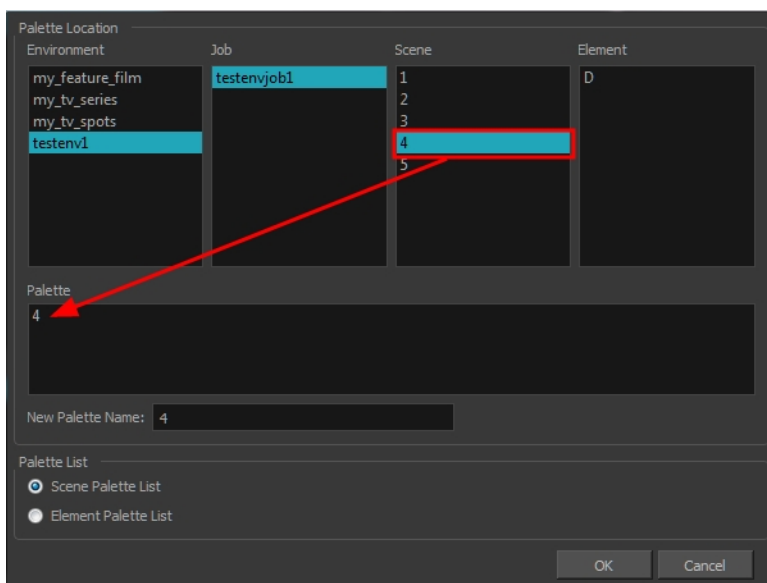 Palette Location
Environment Job Scene Element
my_feature_film testenvjob1 1 D
my_tv_series 2
my_tv_spots 3
testenv1 4
5
Palette
4
New Palette Name: 4
Palette List
Scene Palette List
Element Palette List
OK Cancel